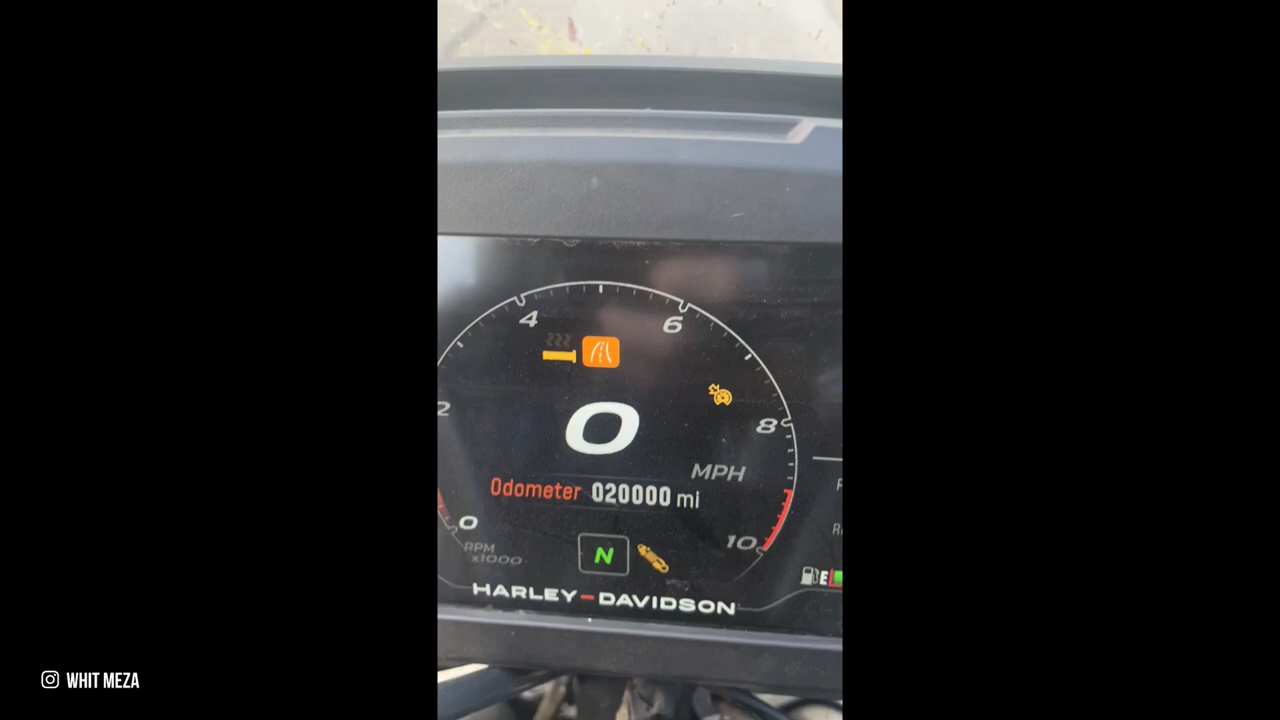 4
6
2
8
0
MPH
Odometer 020000 mi
0
10
RPM
x1000
N
E
HARLEY-DAVIDSON
WHIT MEZA